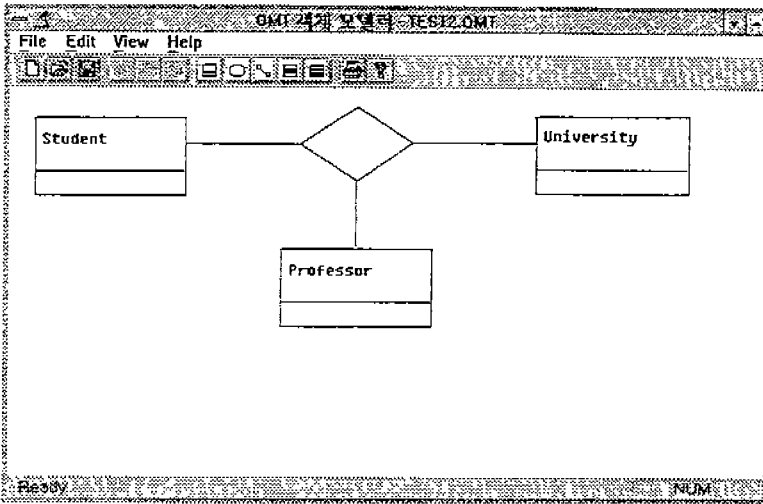 OMT 객체 모델러 - TEST2.OMT
File Edit View Help
Student
University
Professor
Ready
NUM